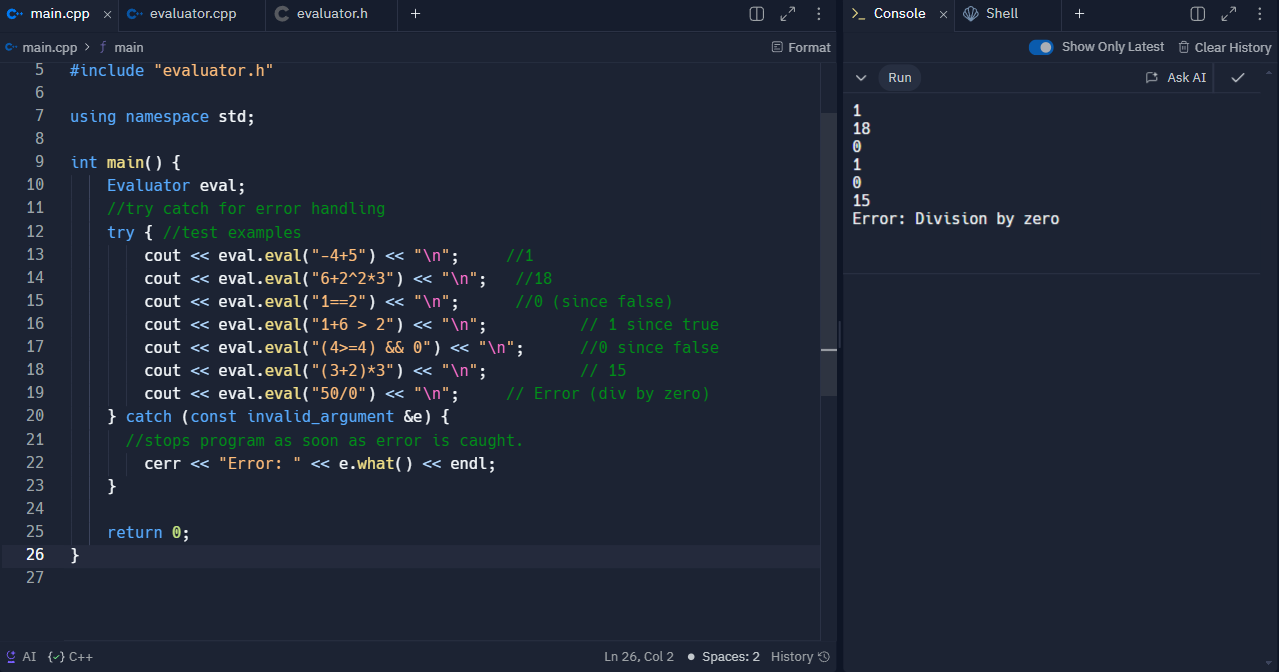 main.cpp × evaluator.cpp evaluator.h +
main.cpp > f main Format
5 #include "evaluator.h"
6
7 using namespace std;
8
9 int main() {
10 Evaluator eval;
11 //try catch for error handling
12 try { //test examples
13 cout << eval.eval("-4+5") << "\n"; //1
14 cout << eval.eval("6+2^2*3") << "\n"; //18
15 cout << eval.eval("1==2") << "\n"; //0 (since false)
16 cout << eval.eval("1+6 > 2") << "\n"; // 1 since true
17 cout << eval.eval("(4>=4) && 0") << "\n"; //0 since false
18 cout << eval.eval("(3+2)*3") << "\n"; // 15
19 cout << eval.eval("50/0") << "\n"; // Error (div by zero)
20 } catch (const invalid_argument &e) {
21 //stops program as soon as error is caught.
22 cerr << "Error: " << e.what() << endl;
23 }
24
25 return 0;
26 }
27
AI {✓} C++ Ln 26, Col 2 ● Spaces: 2 History
>_ Console × Shell +
Show Only Latest Clear History
Run Ask AI
1
18
0
1
0
15
Error: Division by zero